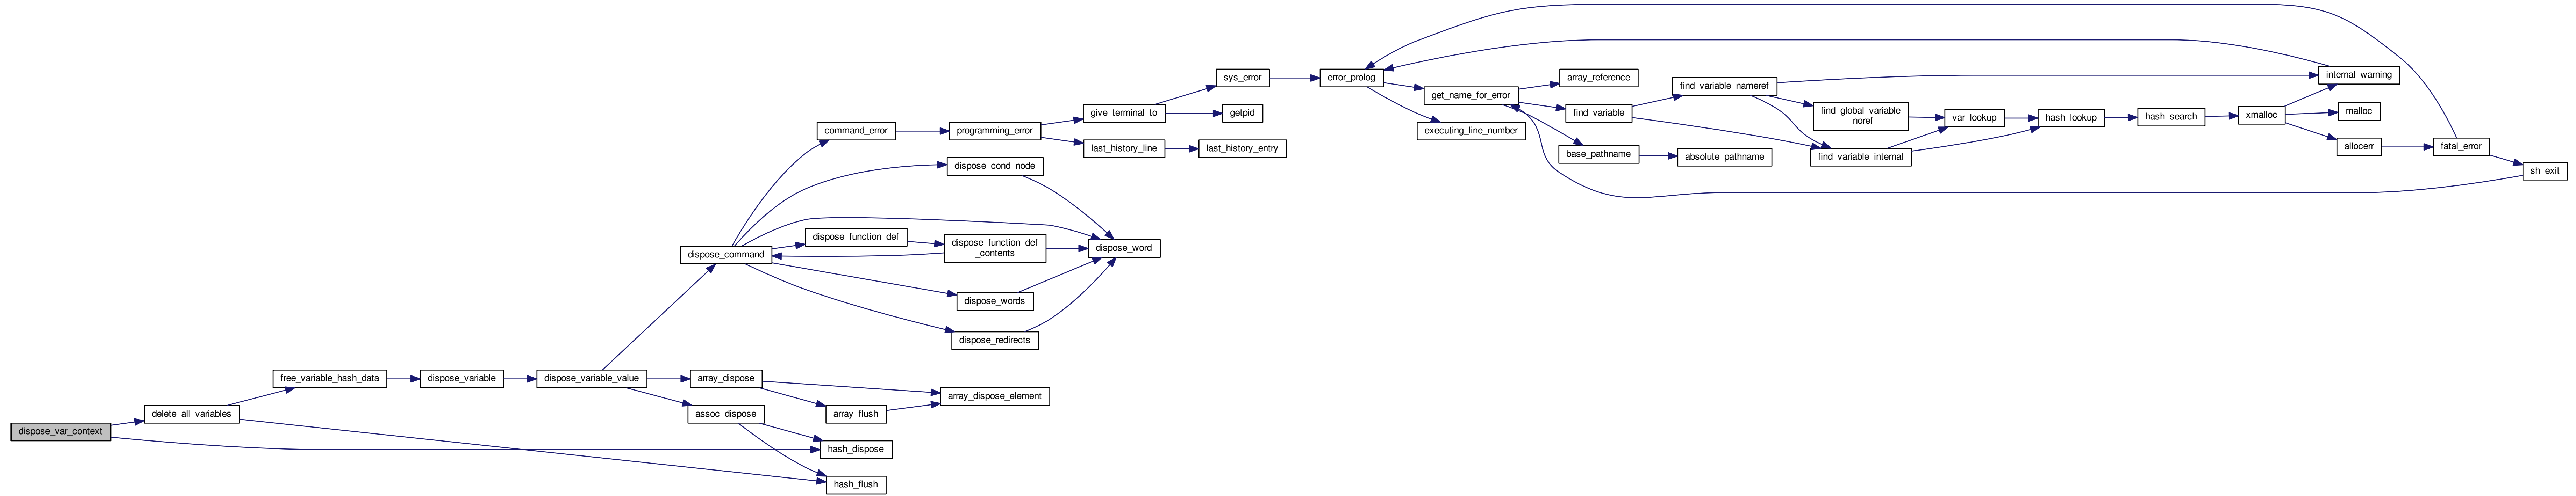 dispose_var_context
delete_all_variables
free_variable_hash_data
dispose_variable
dispose_variable_value
dispose_command
command_error
programming_error
give_terminal_to
sys_error
error_prolog
get_name_for_error
array_reference
find_variable
find_variable_nameref
find_global_variable
_noref
var_lookup
hash_lookup
hash_search
xmalloc
internal_warning
malloc
allocerr
fatal_error
sh_exit
find_variable_internal
base_pathname
absolute_pathname
executing_line_number
getpid
last_history_line
last_history_entry
dispose_cond_node
dispose_word
dispose_function_def
dispose_function_def
_contents
dispose_words
dispose_redirects
array_dispose
array_dispose_element
array_flush
assoc_dispose
hash_dispose
hash_flush